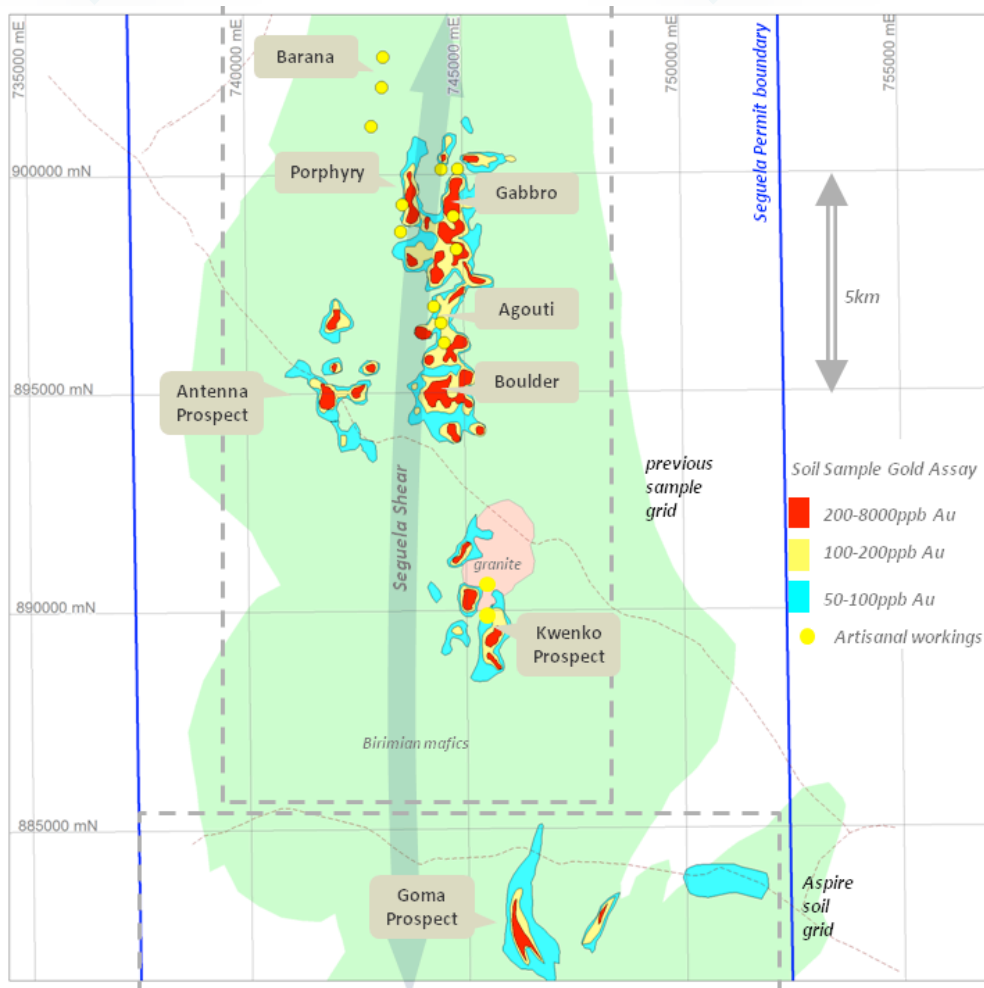 735000 mE
740000 mE
745000 mE
750000 mE
755000 mE
Barana
Seguela Permit boundary
900000 mN
Porphyry
Gabbro
5km
Agouti
895000 mN
Antenna
Prospect
Boulder
previous
sample
grid
Soil Sample Gold Assay
200-8000ppb Au
100-200ppb Au
50-100ppb Au
Artisanal workings
Seguela Shear
granite
890000 mN
Kwenko
Prospect
Birimian mafics
885000 mN
Goma
Prospect
Aspire
soil
grid